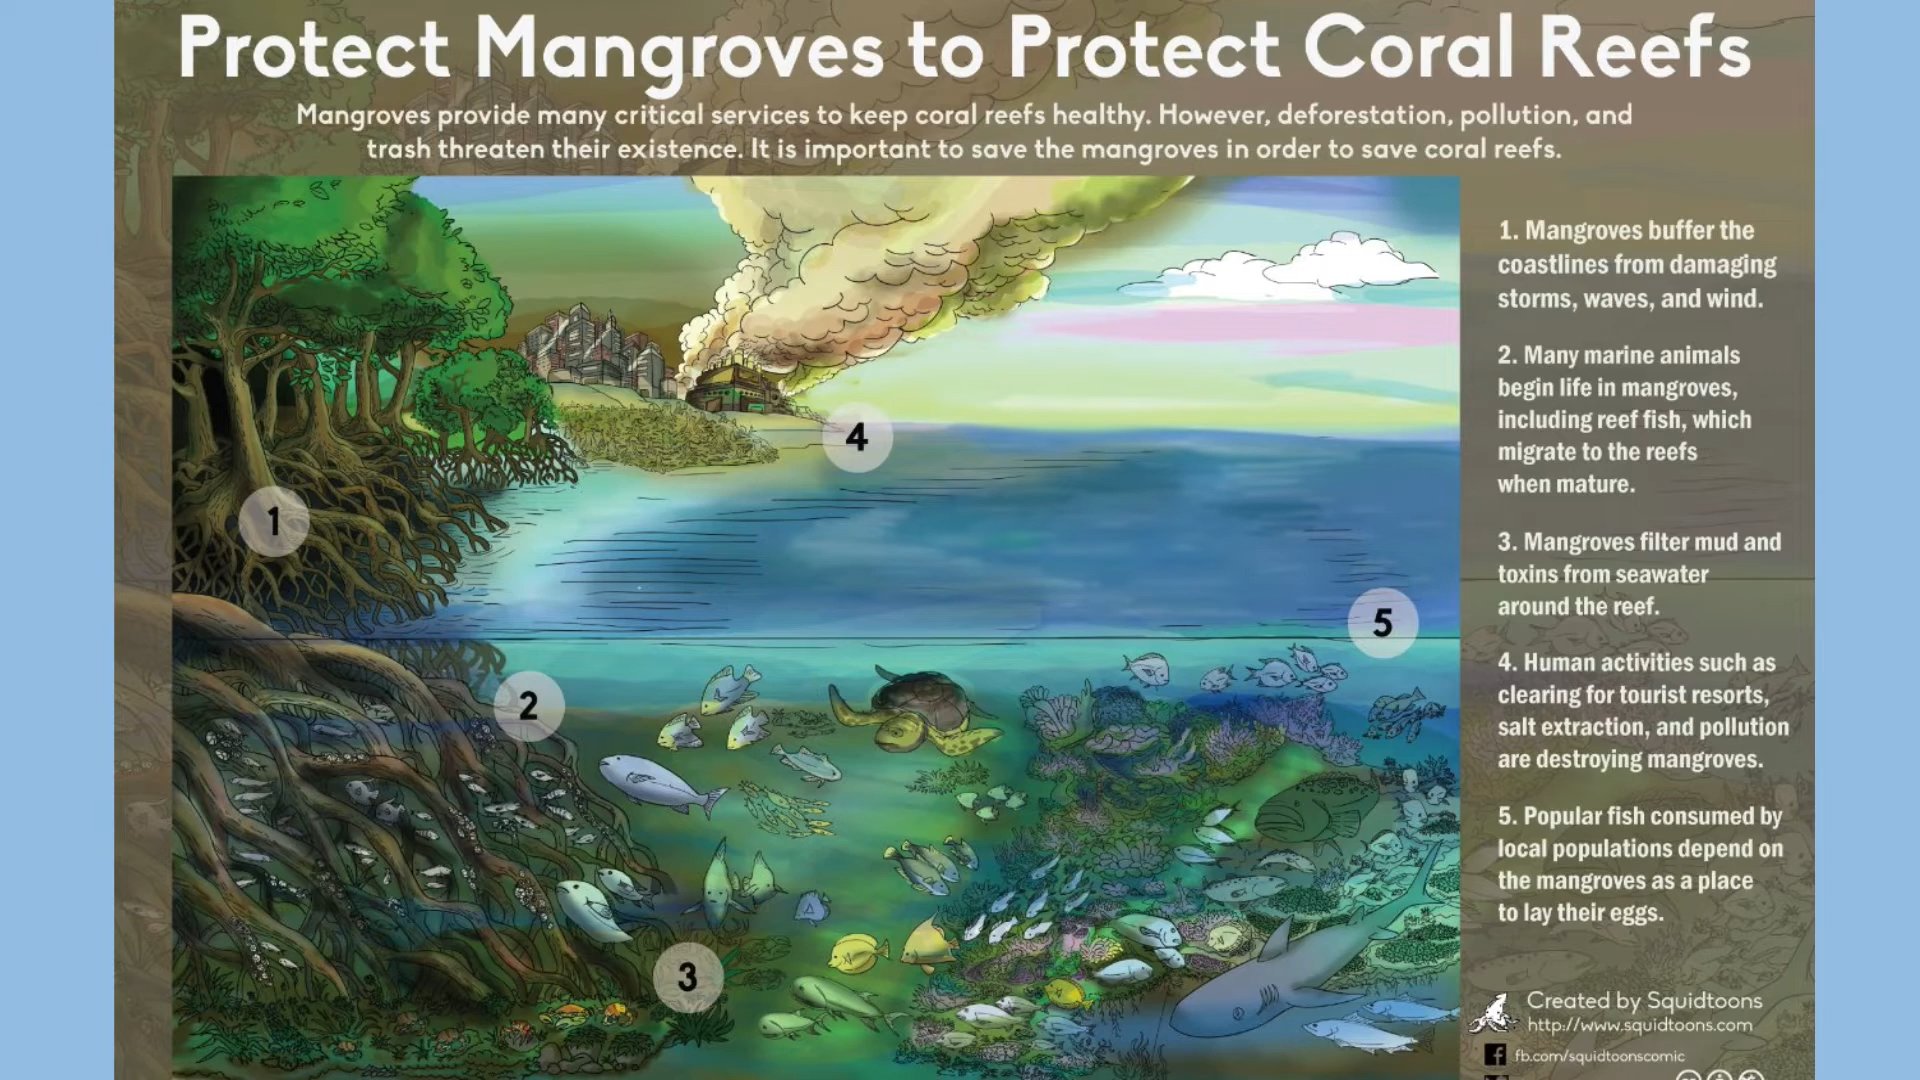 Protect Mangroves to Protect Coral Reefs
Mangroves provide many critical services to keep coral reefs healthy. However, deforestation, pollution, and
trash threaten their existence. It is important to save the mangroves in order to save coral reefs.
1
2
3
4
5
1. Mangroves buffer the
coastlines from damaging
storms, waves, and wind.
2. Many marine animals
begin life in mangroves,
including reef fish, which
migrate to the reefs
when mature.
3. Mangroves filter mud and
toxins from seawater
around the reef.
4. Human activities such as
clearing for tourist resorts,
salt extraction, and pollution
are destroying mangroves.
5. Popular fish consumed by
local populations depend on
the mangroves as a place
to lay their eggs.
Created by Squidtoons
http://www.squidtoons.com
fb.com/squidtoonscomic